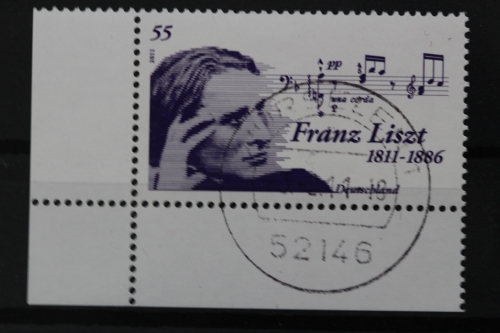 55
2011
pp
una corda
Franz Liszt
1811-1886
Deutschland
52146